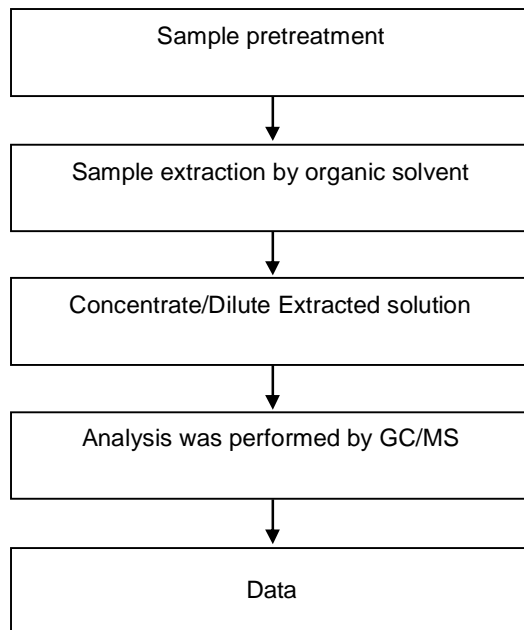 Sample pretreatment
Sample extraction by organic solvent
Concentrate/Dilute Extracted solution
Analysis was performed by GC/MS
Data